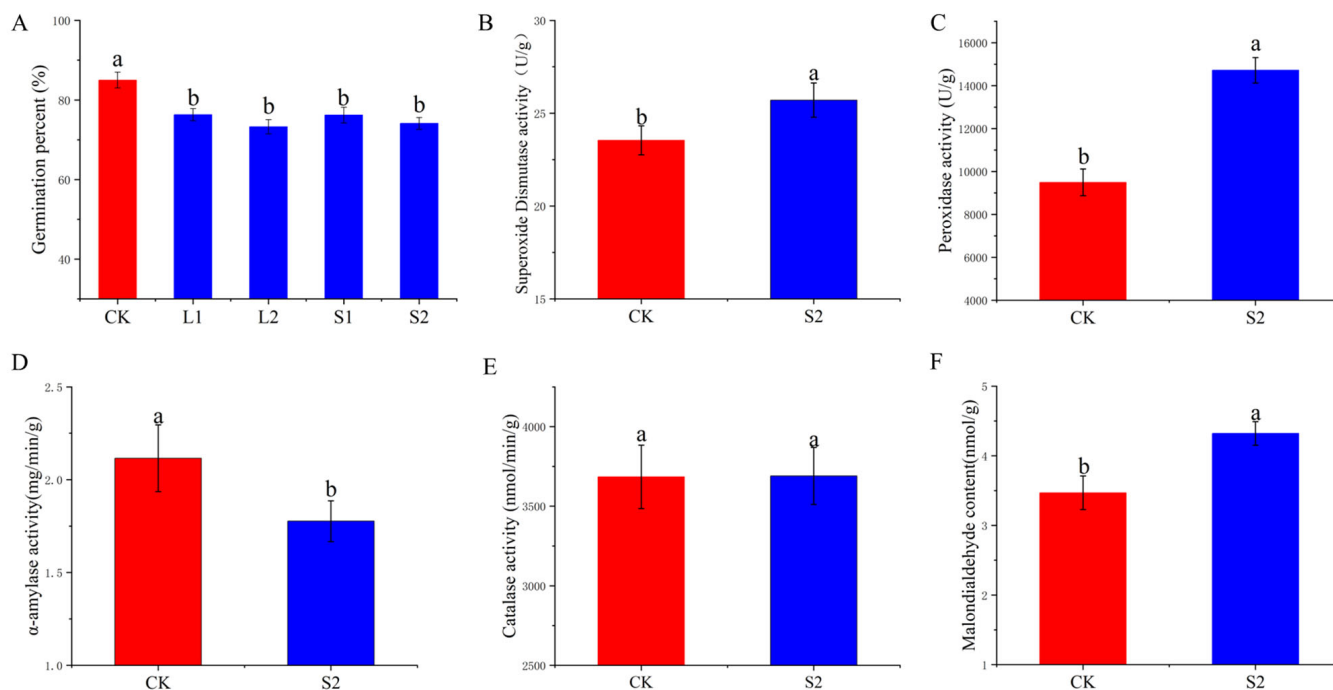 A
Germination percent (%)
100
80
60
40
a
b
b
b
b
CK
L1
L2
S1
S2
B
Superoxide Dismutase activity（U/g）
30
25
20
15
b
a
CK
S2
C
Peroxidase activity (U/g)
16000
14000
12000
10000
8000
6000
4000
b
a
CK
S2
D
α-amylase activity(mg/min/g)
2.5
2.0
1.5
1.0
a
b
CK
S2
E
Catalase activity (nmol/min/g)
4000
3500
3000
2500
a
a
CK
S2
F
Malondialdehyde content(nmol/g)
5
4
3
2
1
b
a
CK
S2